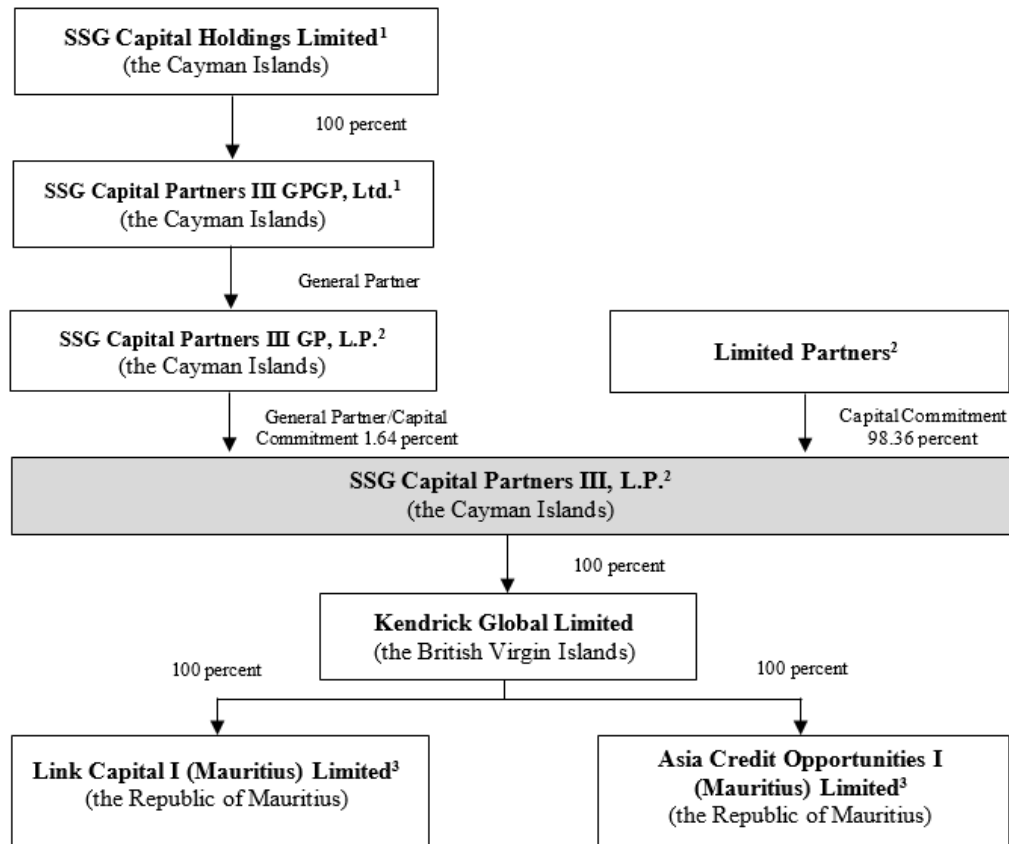 SSG Capital Holdings Limited¹
(the Cayman Islands)
100 percent
SSG Capital Partners III GPGP, Ltd.¹
(the Cayman Islands)
General Partner
SSG Capital Partners III GP, L.P.²
(the Cayman Islands)
Limited Partners²
General Partner/Capital
Commitment 1.64 percent
Capital Commitment
98.36 percent
SSG Capital Partners III, L.P.²
(the Cayman Islands)
100 percent
Kendrick Global Limited
(the British Virgin Islands)
100 percent
100 percent
Link Capital I (Mauritius) Limited³
(the Republic of Mauritius)
Asia Credit Opportunities I
(Mauritius) Limited³
(the Republic of Mauritius)